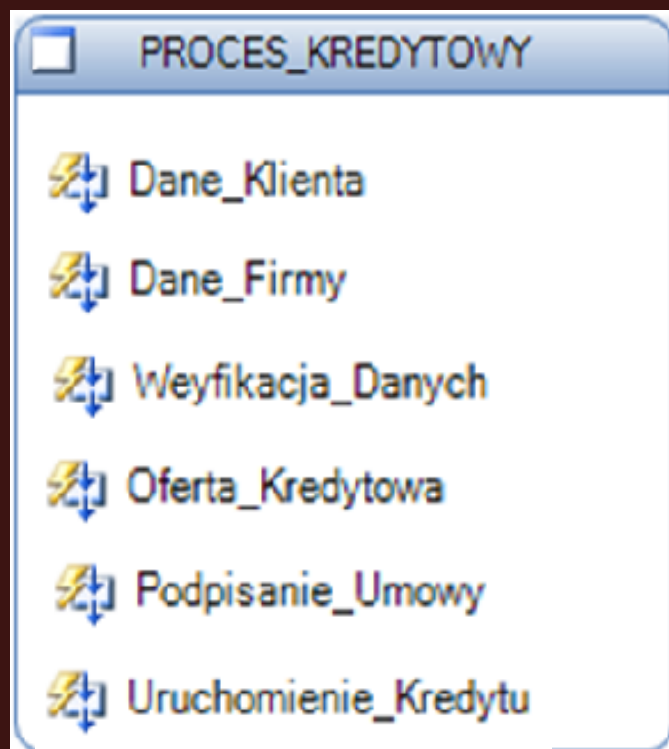 PROCES_KREDYTOWY
Dane_Klienta
Dane_Firmy
Weyfikacja_Danych
Oferta_Kredytowa
Podpisanie_Umowy
Uruchomienie_Kredytu